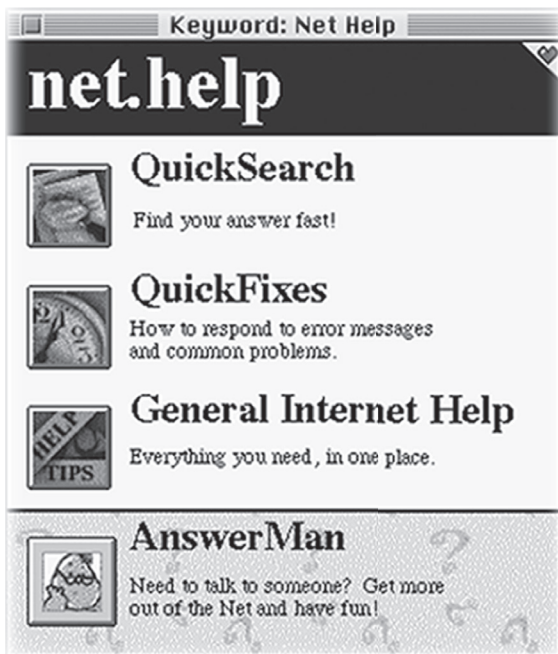 Keyword: Net Help
net.help
QuickSearch
Find your answer fast!
QuickFixes
How to respond to error messages
and common problems.
General Internet Help
HELP
TIPS
Everything you need, in one place.
AnswerMan
Need to talk to someone? Get more
out of the Net and have fun!